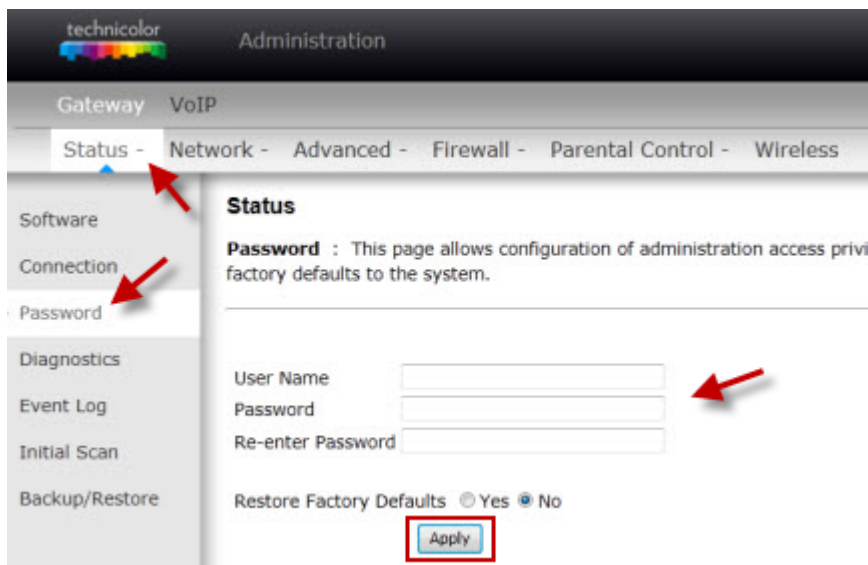 technicolor
Administration
Gateway VoIP
Status - Network - Advanced - Firewall - Parental Control - Wireless
Software
Connection
Password
Diagnostics
Event Log
Initial Scan
Backup/Restore
Status
Password : This page allows configuration of administration access privi
factory defaults to the system.
User Name
Password
Re-enter Password
Restore Factory Defaults Yes No
Apply